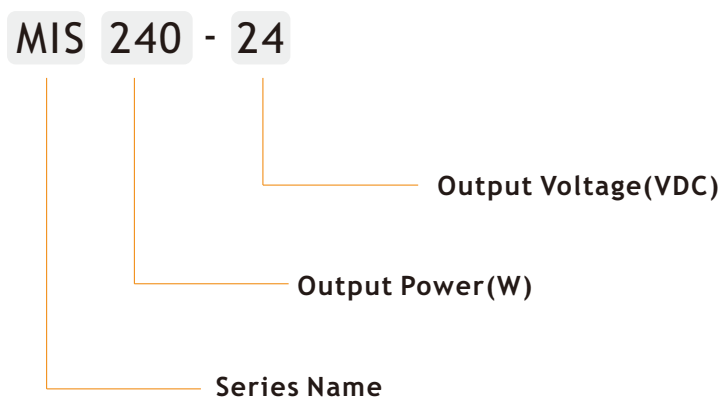 MIS 240 - 24
Output Voltage(VDC)
Output Power(W)
Series Name